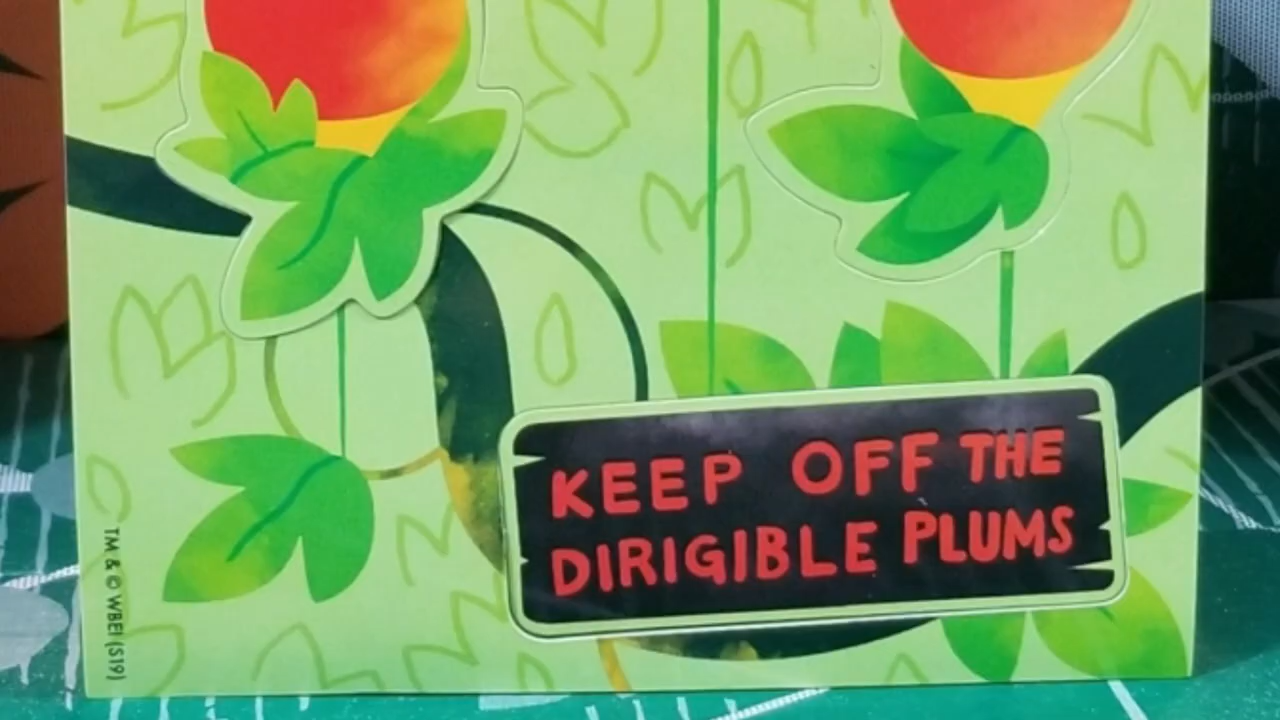 KEEP OFF THE
DIRIGIBLE PLUMS
TM & © WBEI (S19)